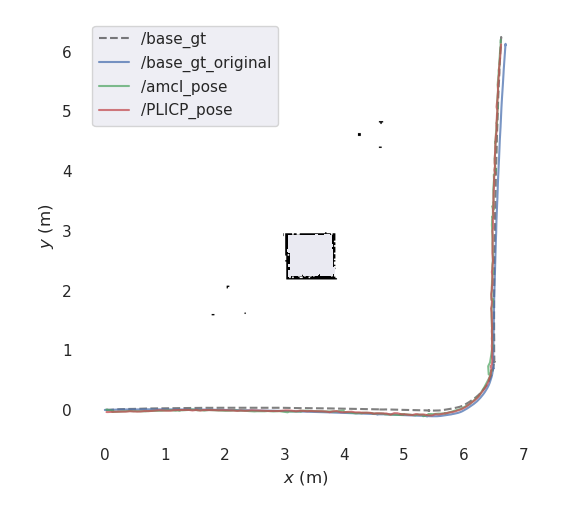 /base_gt
/base_gt_original
/amcl_pose
/PLICP_pose
6
5
4
3
2
1
0
y (m)
0 1 2 3 4 5 6 7
x (m)